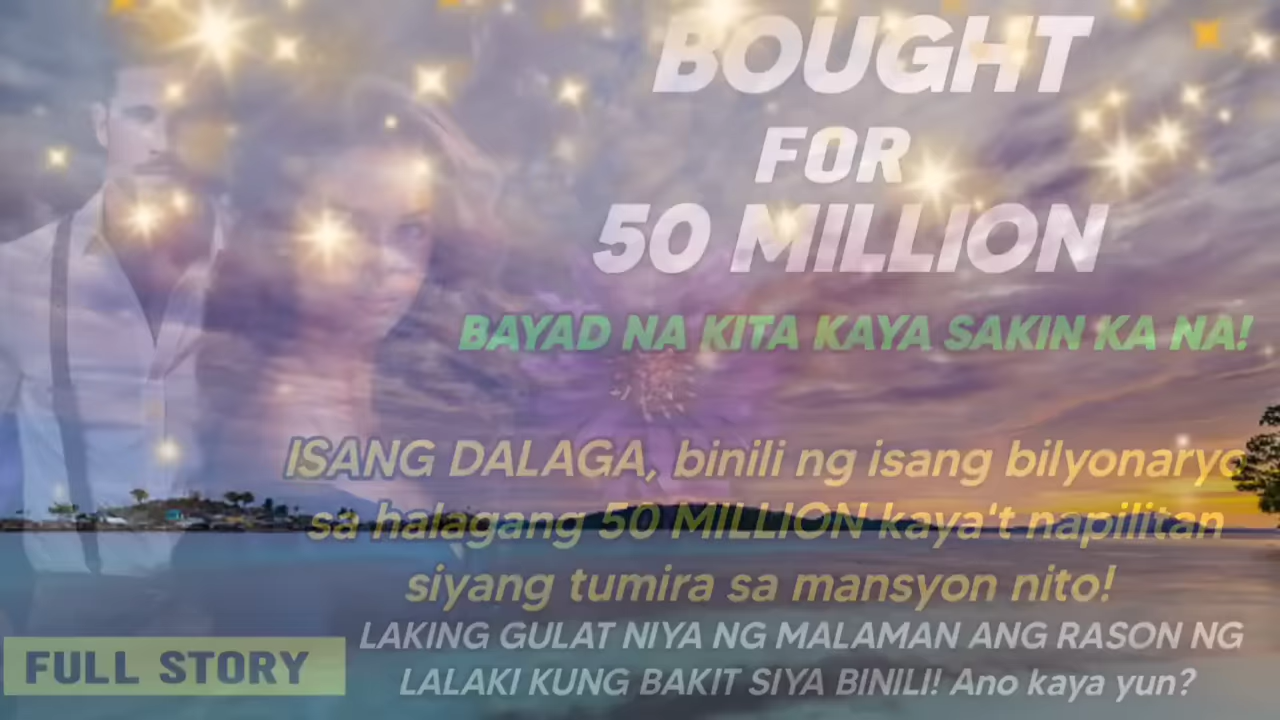 BOUGHT
FOR
50 MILLION
BAYAD NA KITA KAYA SAKIN KA NA!
ISANG DALAGA, binili ng isang bilyonaryo
sa halagang 50 MILLION kaya't napilitan
siyang tumira sa mansyon nito!
LAKING GULAT NIYA NG MALAMAN ANG RASON NG
LALAKI KUNG BAKIT SIYA BINILI! Ano kaya yun?
FULL STORY